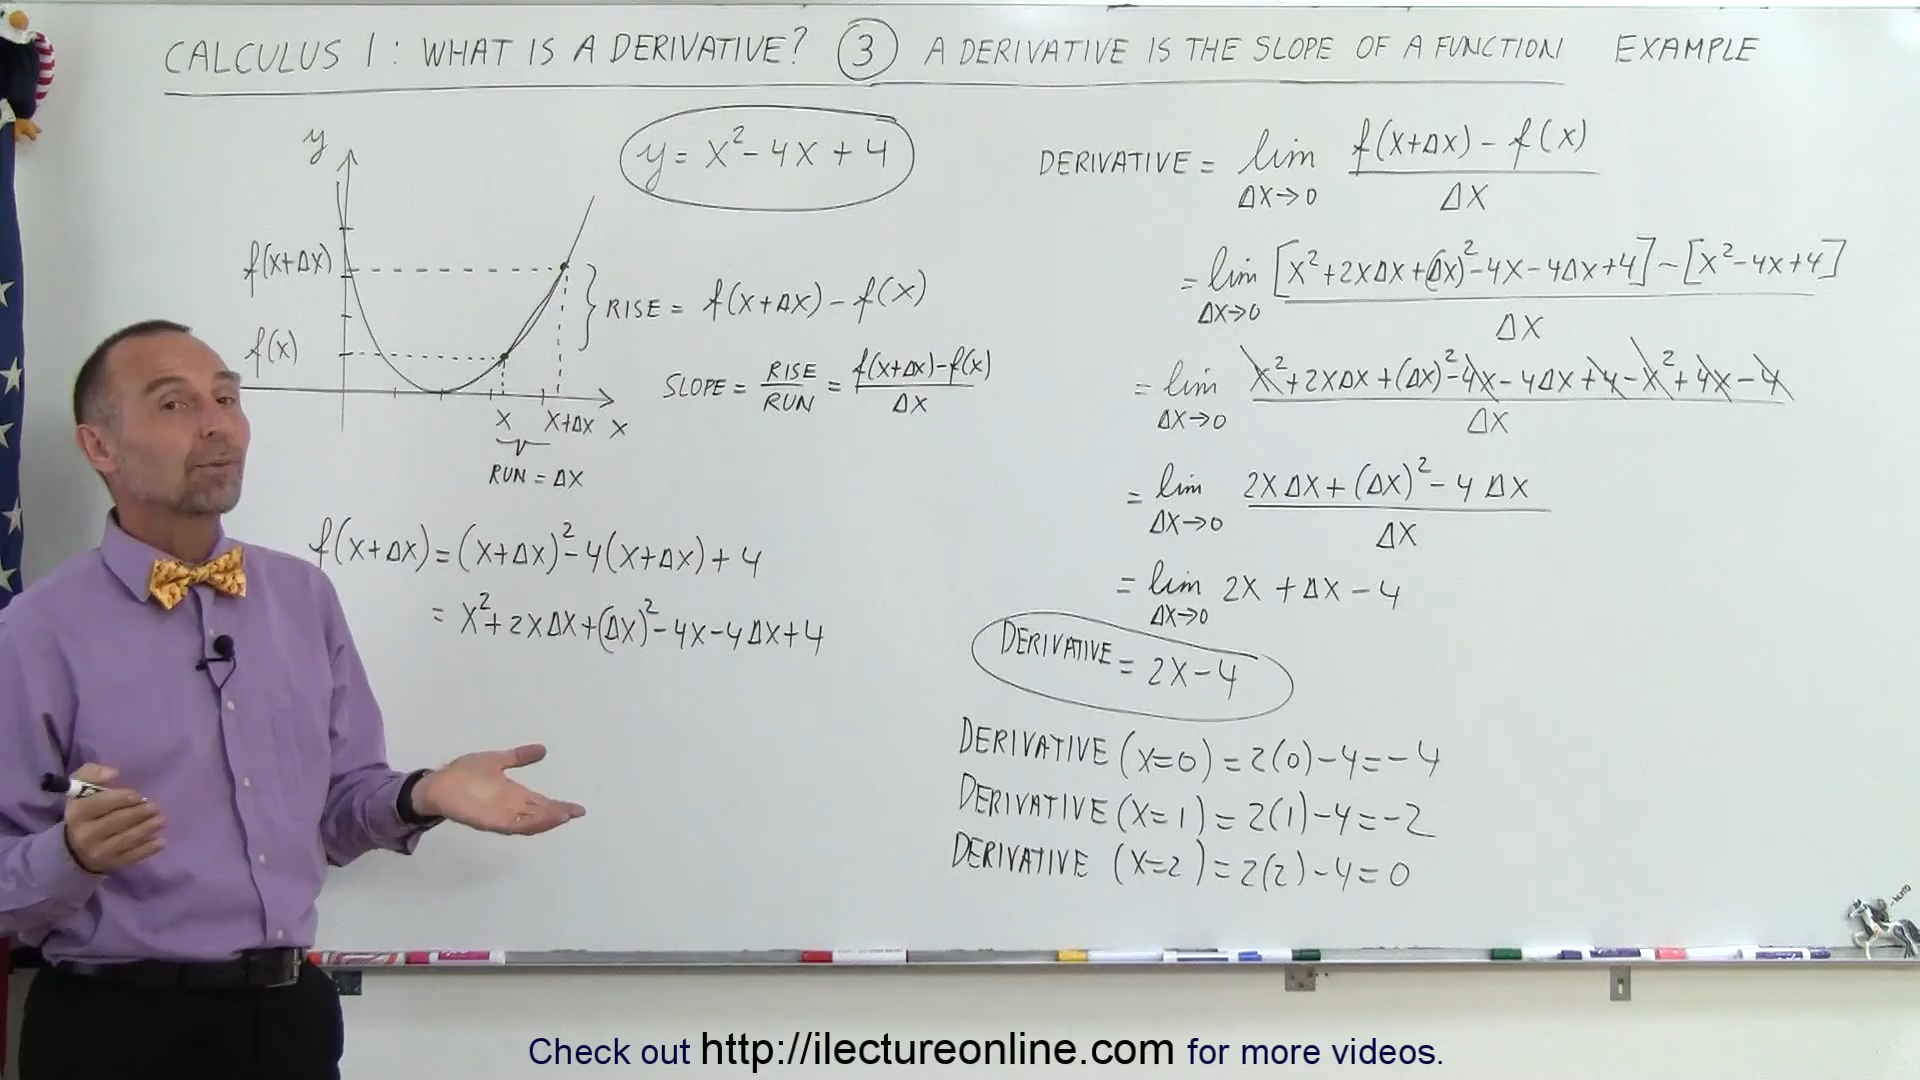 CALCULUS 1: WHAT IS A DERIVATIVE? ③ A DERIVATIVE IS THE SLOPE OF A FUNCTION EXAMPLE
y
f(x+Δx)
f(x)
x x+Δx x
RUN = Δx
y = x² - 4x + 4
RISE = f(x+Δx) - f(x)
SLOPE = RISE/RUN = (f(x+Δx) - f(x))/Δx
f(x+Δx) = (x+Δx)² - 4(x+Δx) + 4
= x² + 2xΔx + (Δx)² - 4x - 4Δx + 4
DERIVATIVE = lim Δx→0 (f(x+Δx) - f(x))/Δx
= lim Δx→0 ([x² + 2xΔx + (Δx)² - 4x - 4Δx + 4] - [x² - 4x + 4])/Δx
= lim Δx→0 (x² + 2xΔx + (Δx)² - 4x - 4Δx + 4 - x² + 4x - 4)/Δx
= lim Δx→0 (2xΔx + (Δx)² - 4Δx)/Δx
= lim Δx→0 2x + Δx - 4
DERIVATIVE = 2x - 4
DERIVATIVE (x=0) = 2(0) - 4 = -4
DERIVATIVE (x=1) = 2(1) - 4 = -2
DERIVATIVE (x=2) = 2(2) - 4 = 0
Check out http://ilectureonline.com for more videos.